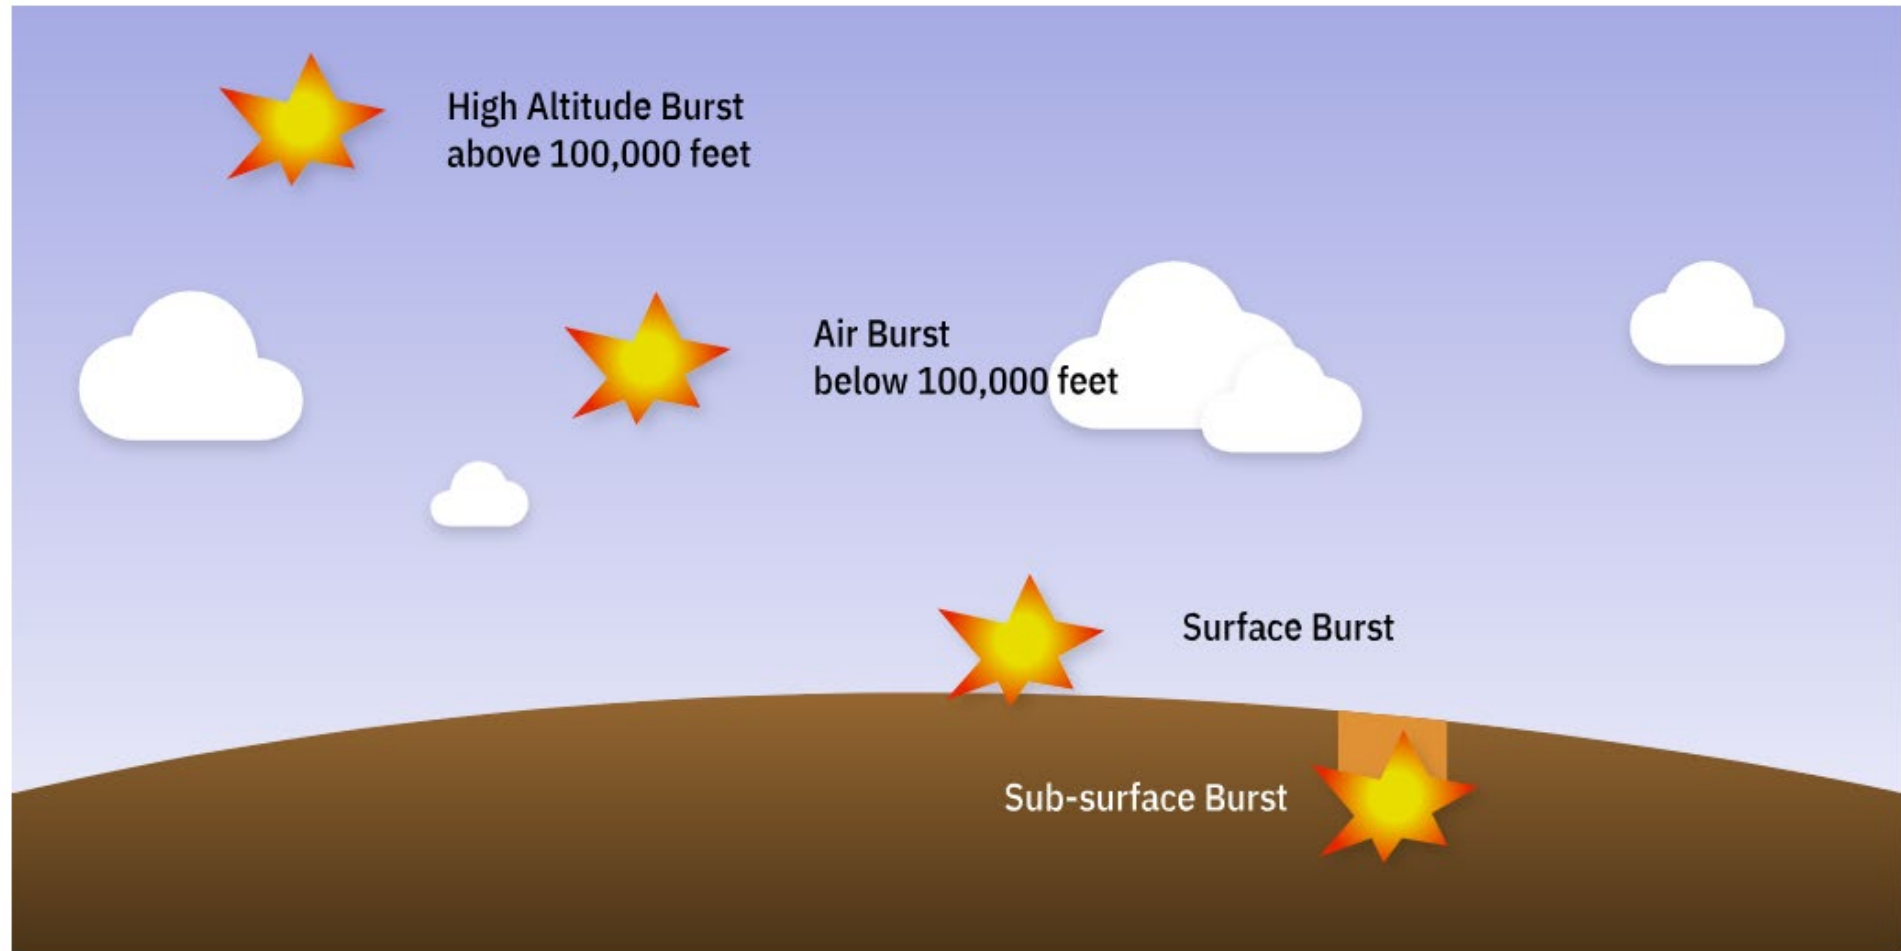 High Altitude Burst
above 100,000 feet
Air Burst
below 100,000 feet
Surface Burst
Sub-surface Burst